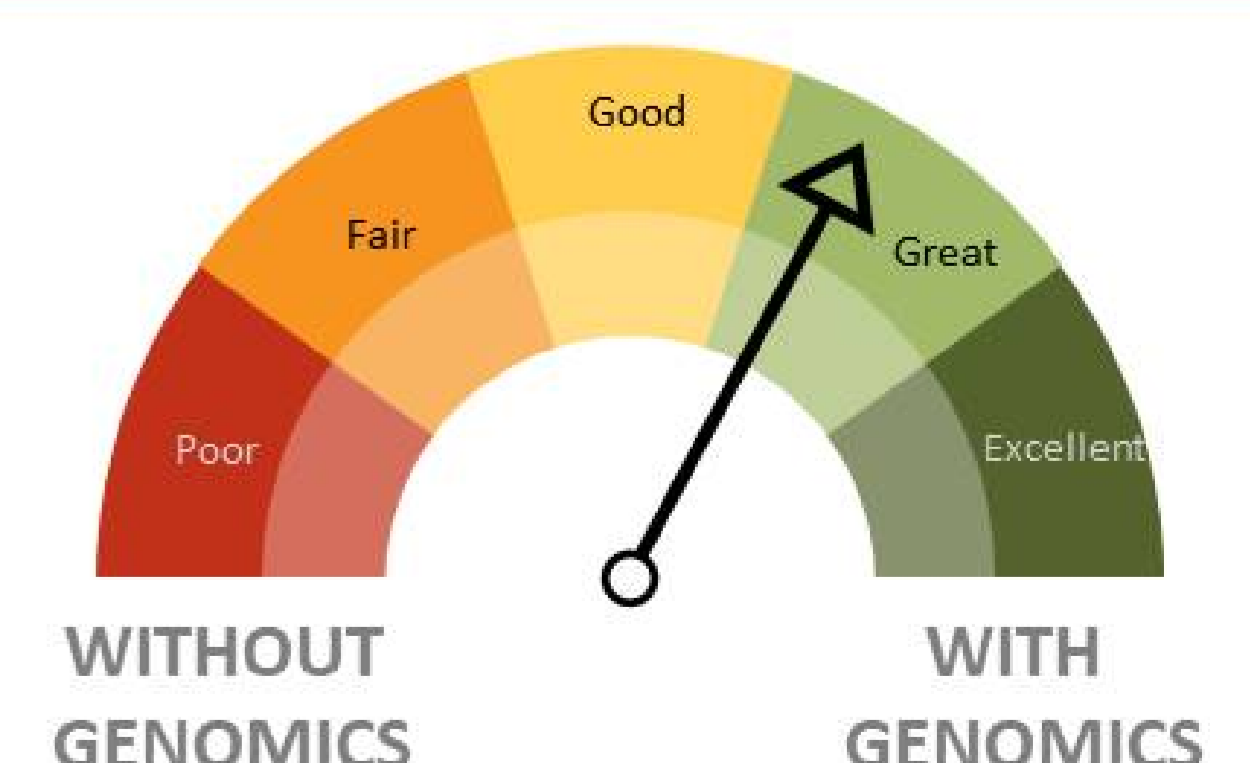 Good
Fair
Great
Poor
Excellent
WITHOUT
GENOMICS
WITH
GENOMICS